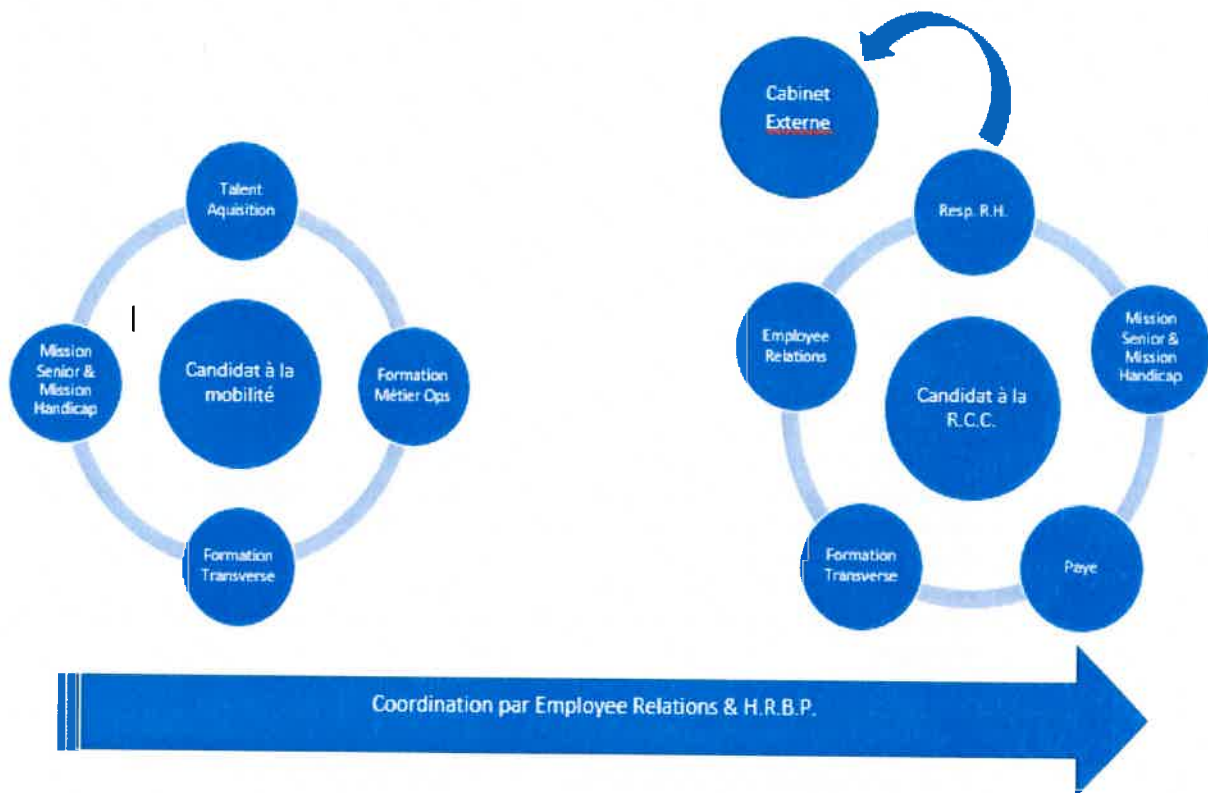 Cabinet
Externe
Talent
Aquisition
Resp. R.H.
Mission
Senior &
Mission
Handicap
Candidat à la
mobilité
Formation
Métier Ops
Employee
Relations
Candidat à la
R.C.C.
Mission
Senior &
Mission
Handicap
Formation
Transverse
Formation
Transverse
Paye
Coordination par Employee Relations & H.R.B.P.